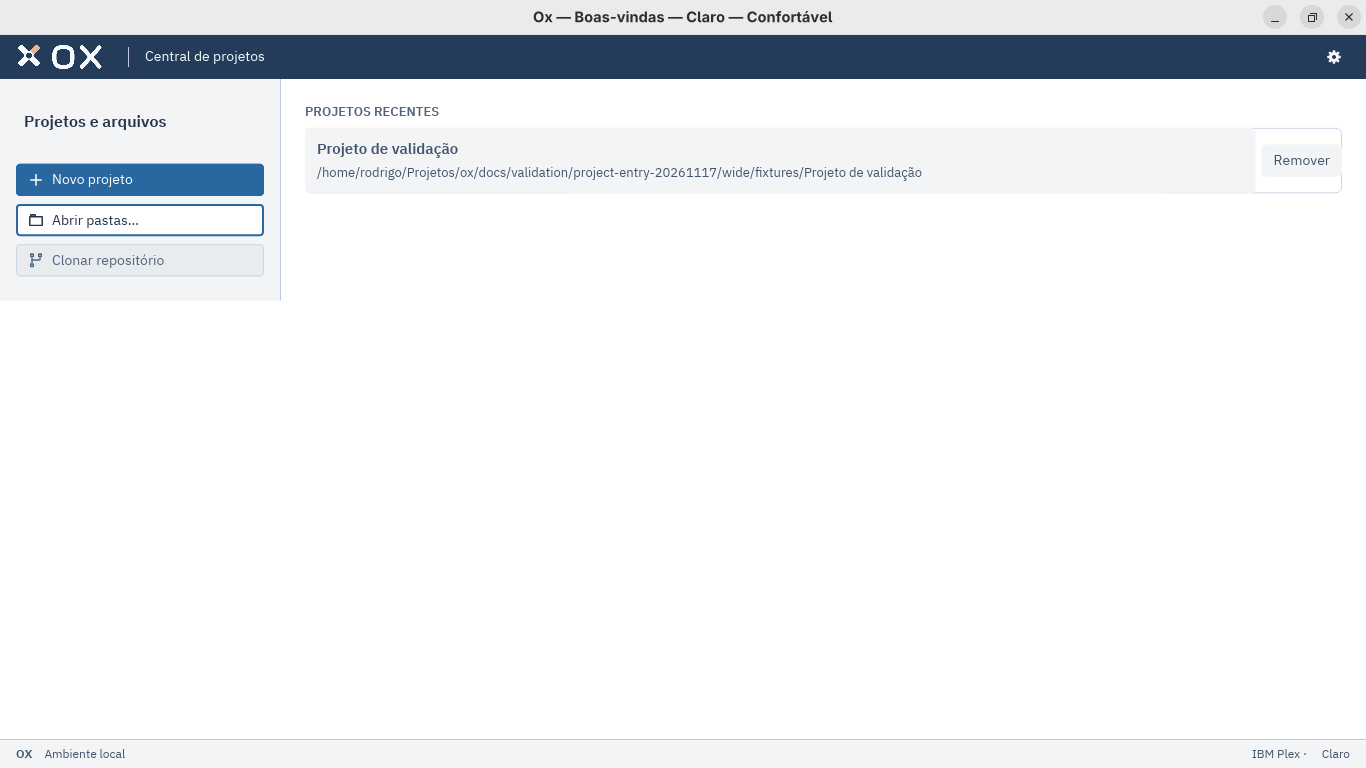 Ox — Boas-vindas — Claro — Confortável
OX Central de projetos
Projetos e arquivos
Novo projeto
Abrir pastas...
Clonar repositório
PROJETOS RECENTES
Projeto de validação
/home/rodrigo/Projetos/ox/docs/validation/project-entry-20261117/wide/fixtures/Projeto de validação
Remover
OX Ambiente local
IBM Plex · Claro